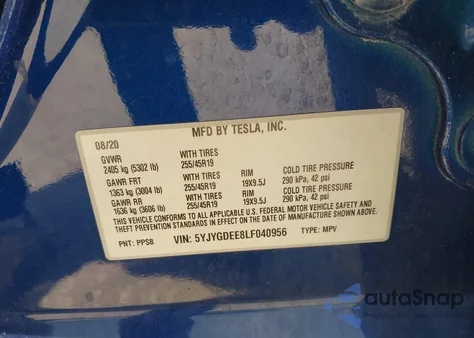 MFD BY TESLA, INC.
08/20
GVWR WITH TIRES
2405 kg (5302 lb) 255/45R19
GAWR FRT WITH TIRES RIM COLD TIRE PRESSURE
1363 kg (3004 lb) 255/45R19 19X9.5J 290 kPa, 42 psi
GAWR RR WITH TIRES RIM COLD TIRE PRESSURE
1636 kg (3606 lb) 255/45R19 19X9.5J 290 kPa, 42 psi
THIS VEHICLE CONFORMS TO ALL APPLICABLE U.S. FEDERAL MOTOR VEHICLE SAFETY AND
THEFT PREVENTION STANDARDS IN EFFECT ON THE DATE OF MANUFACTURE SHOWN ABOVE.
PNT: PPSB VIN: 5YJYGDEE8LF040956 TYPE: MPV
autoSnap